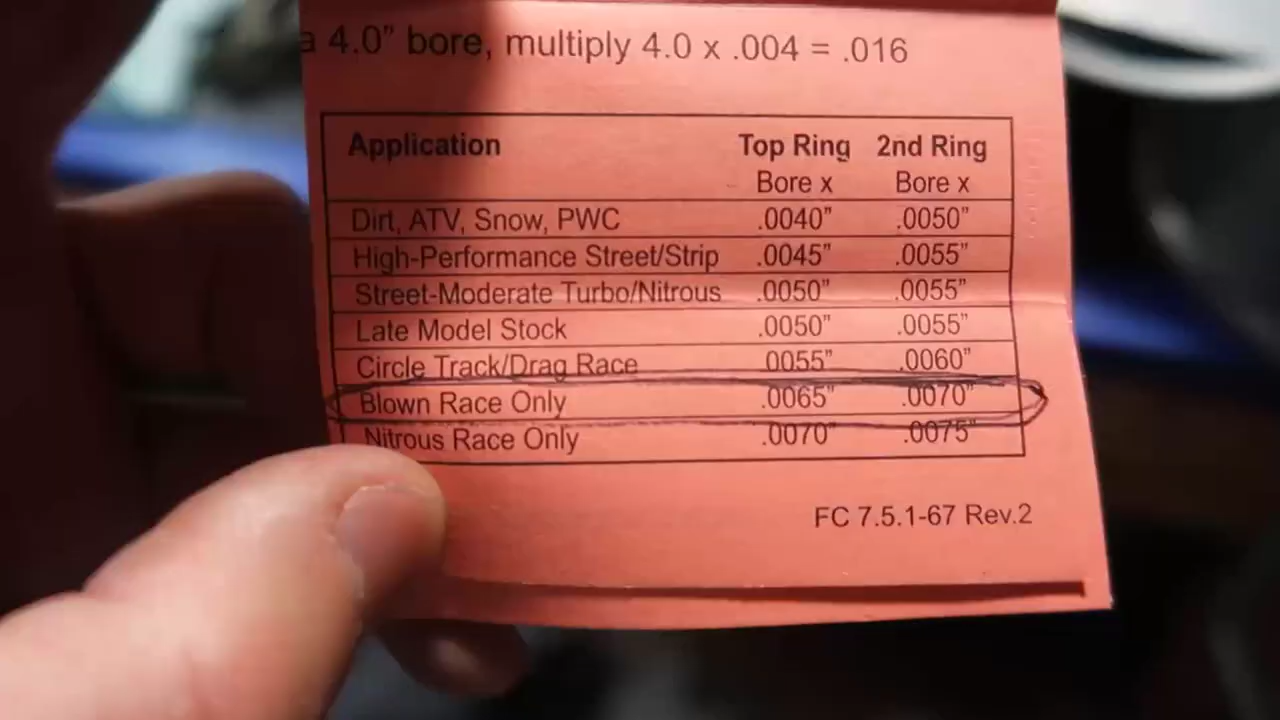 a 4.0” bore, multiply 4.0 x .004 = .016
Application Top Ring 2nd Ring
Bore x Bore x
Dirt, ATV, Snow, PWC .0040” .0050”
High-Performance Street/Strip .0045” .0055”
Street-Moderate Turbo/Nitrous .0050” .0055”
Late Model Stock .0050” .0055”
Circle Track/Drag Race .0055” .0060”
Blown Race Only .0065” .0070”
Nitrous Race Only .0070” .0075”
FC 7.5.1-67 Rev.2